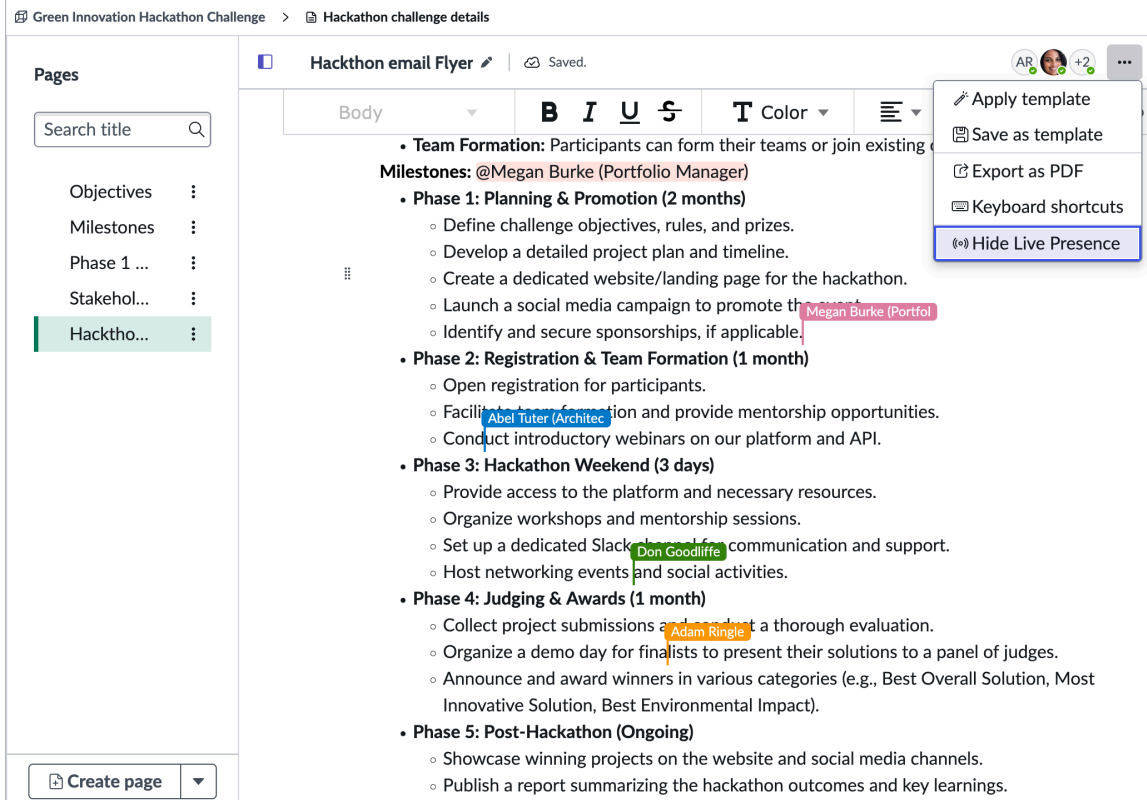 Green Innovation Hackathon Challenge > Hackathon challenge details
Pages
Search title
Objectives
Milestones
Phase 1 ...
Stakehol...
Hacktho...
Create page
Hackthon email Flyer
Saved.
AR
+2
Body B I U S T Color
Apply template
Save as template
Export as PDF
Keyboard shortcuts
Hide Live Presence
• Team Formation: Participants can form their teams or join existing
Milestones: @Megan Burke (Portfolio Manager)
• Phase 1: Planning & Promotion (2 months)
◦ Define challenge objectives, rules, and prizes.
◦ Develop a detailed project plan and timeline.
◦ Create a dedicated website/landing page for the hackathon.
◦ Launch a social media campaign to promote the event.
Megan Burke (Portfol
◦ Identify and secure sponsorships, if applicable.
• Phase 2: Registration & Team Formation (1 month)
◦ Open registration for participants.
◦ Facilitate team formation and provide mentorship opportunities.
Abel Tuter (Architec
◦ Conduct introductory webinars on our platform and API.
• Phase 3: Hackathon Weekend (3 days)
◦ Provide access to the platform and necessary resources.
◦ Organize workshops and mentorship sessions.
◦ Set up a dedicated Slack channel for communication and support.
Don Goodliffe
◦ Host networking events and social activities.
• Phase 4: Judging & Awards (1 month)
◦ Collect project submissions and conduct a thorough evaluation.
Adam Ringle
◦ Organize a demo day for finalists to present their solutions to a panel of judges.
◦ Announce and award winners in various categories (e.g., Best Overall Solution, Most
Innovative Solution, Best Environmental Impact).
• Phase 5: Post-Hackathon (Ongoing)
◦ Showcase winning projects on the website and social media channels.
◦ Publish a report summarizing the hackathon outcomes and key learnings.